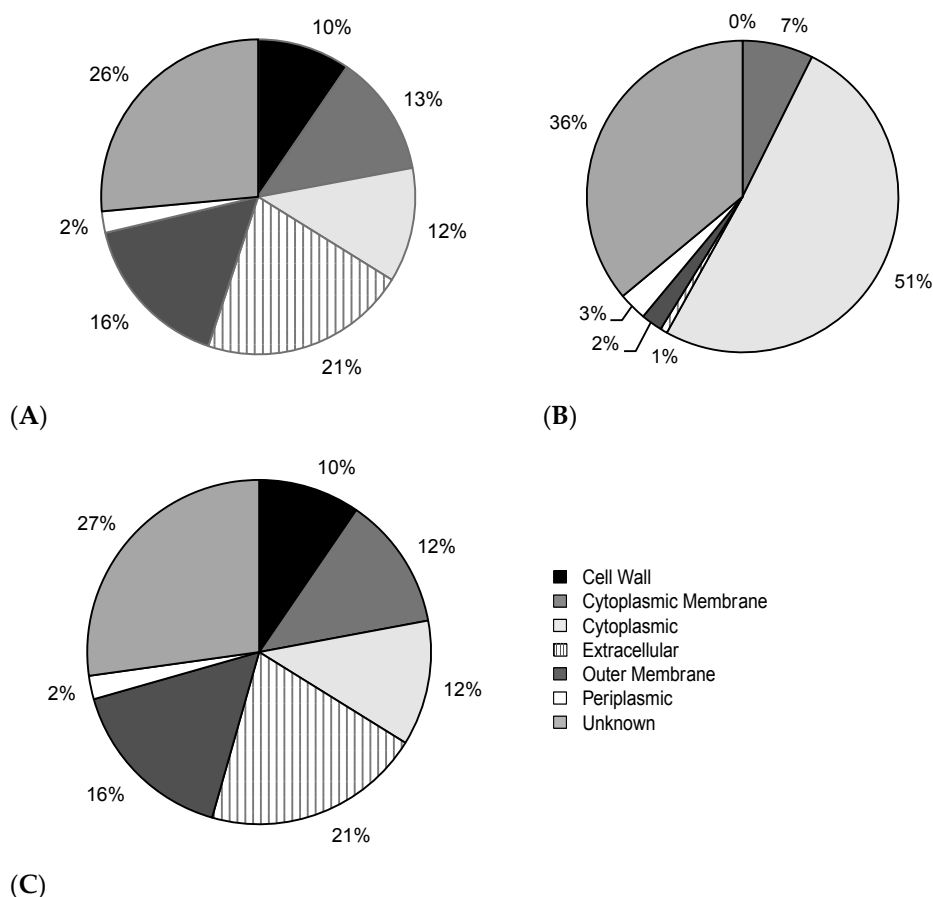 10%
13%
12%
21%
16%
2%
26%
(A)
0%
7%
51%
1%
2%
3%
36%
(B)
10%
12%
12%
21%
16%
2%
27%
(C)
Cell Wall
Cytoplasmic Membrane
Cytoplasmic
Extracellular
Outer Membrane
Periplasmic
Unknown